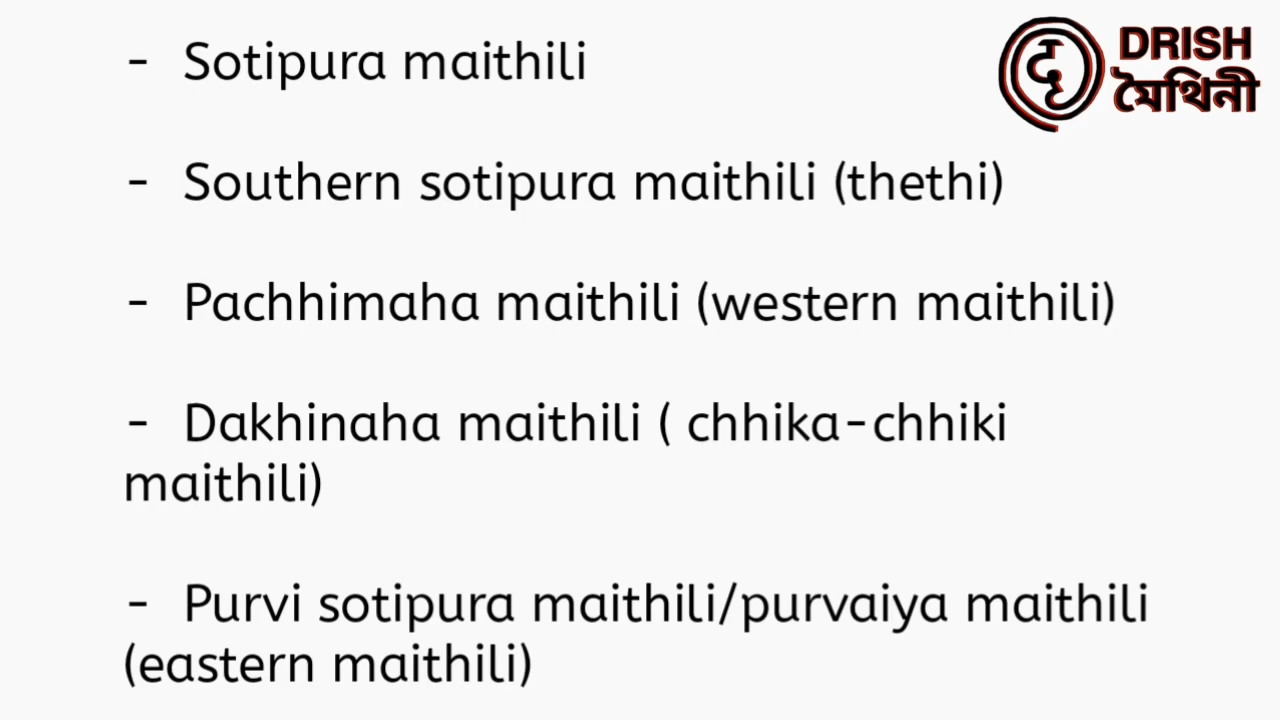 - Sotipura maithili
DRISH
মৈথিনী
- Southern sotipura maithili (thethi)
- Pachhimaha maithili (western maithili)
- Dakhinaha maithili ( chhika-chhiki
maithili)
- Purvi sotipura maithili/purvaiya maithili
(eastern maithili)